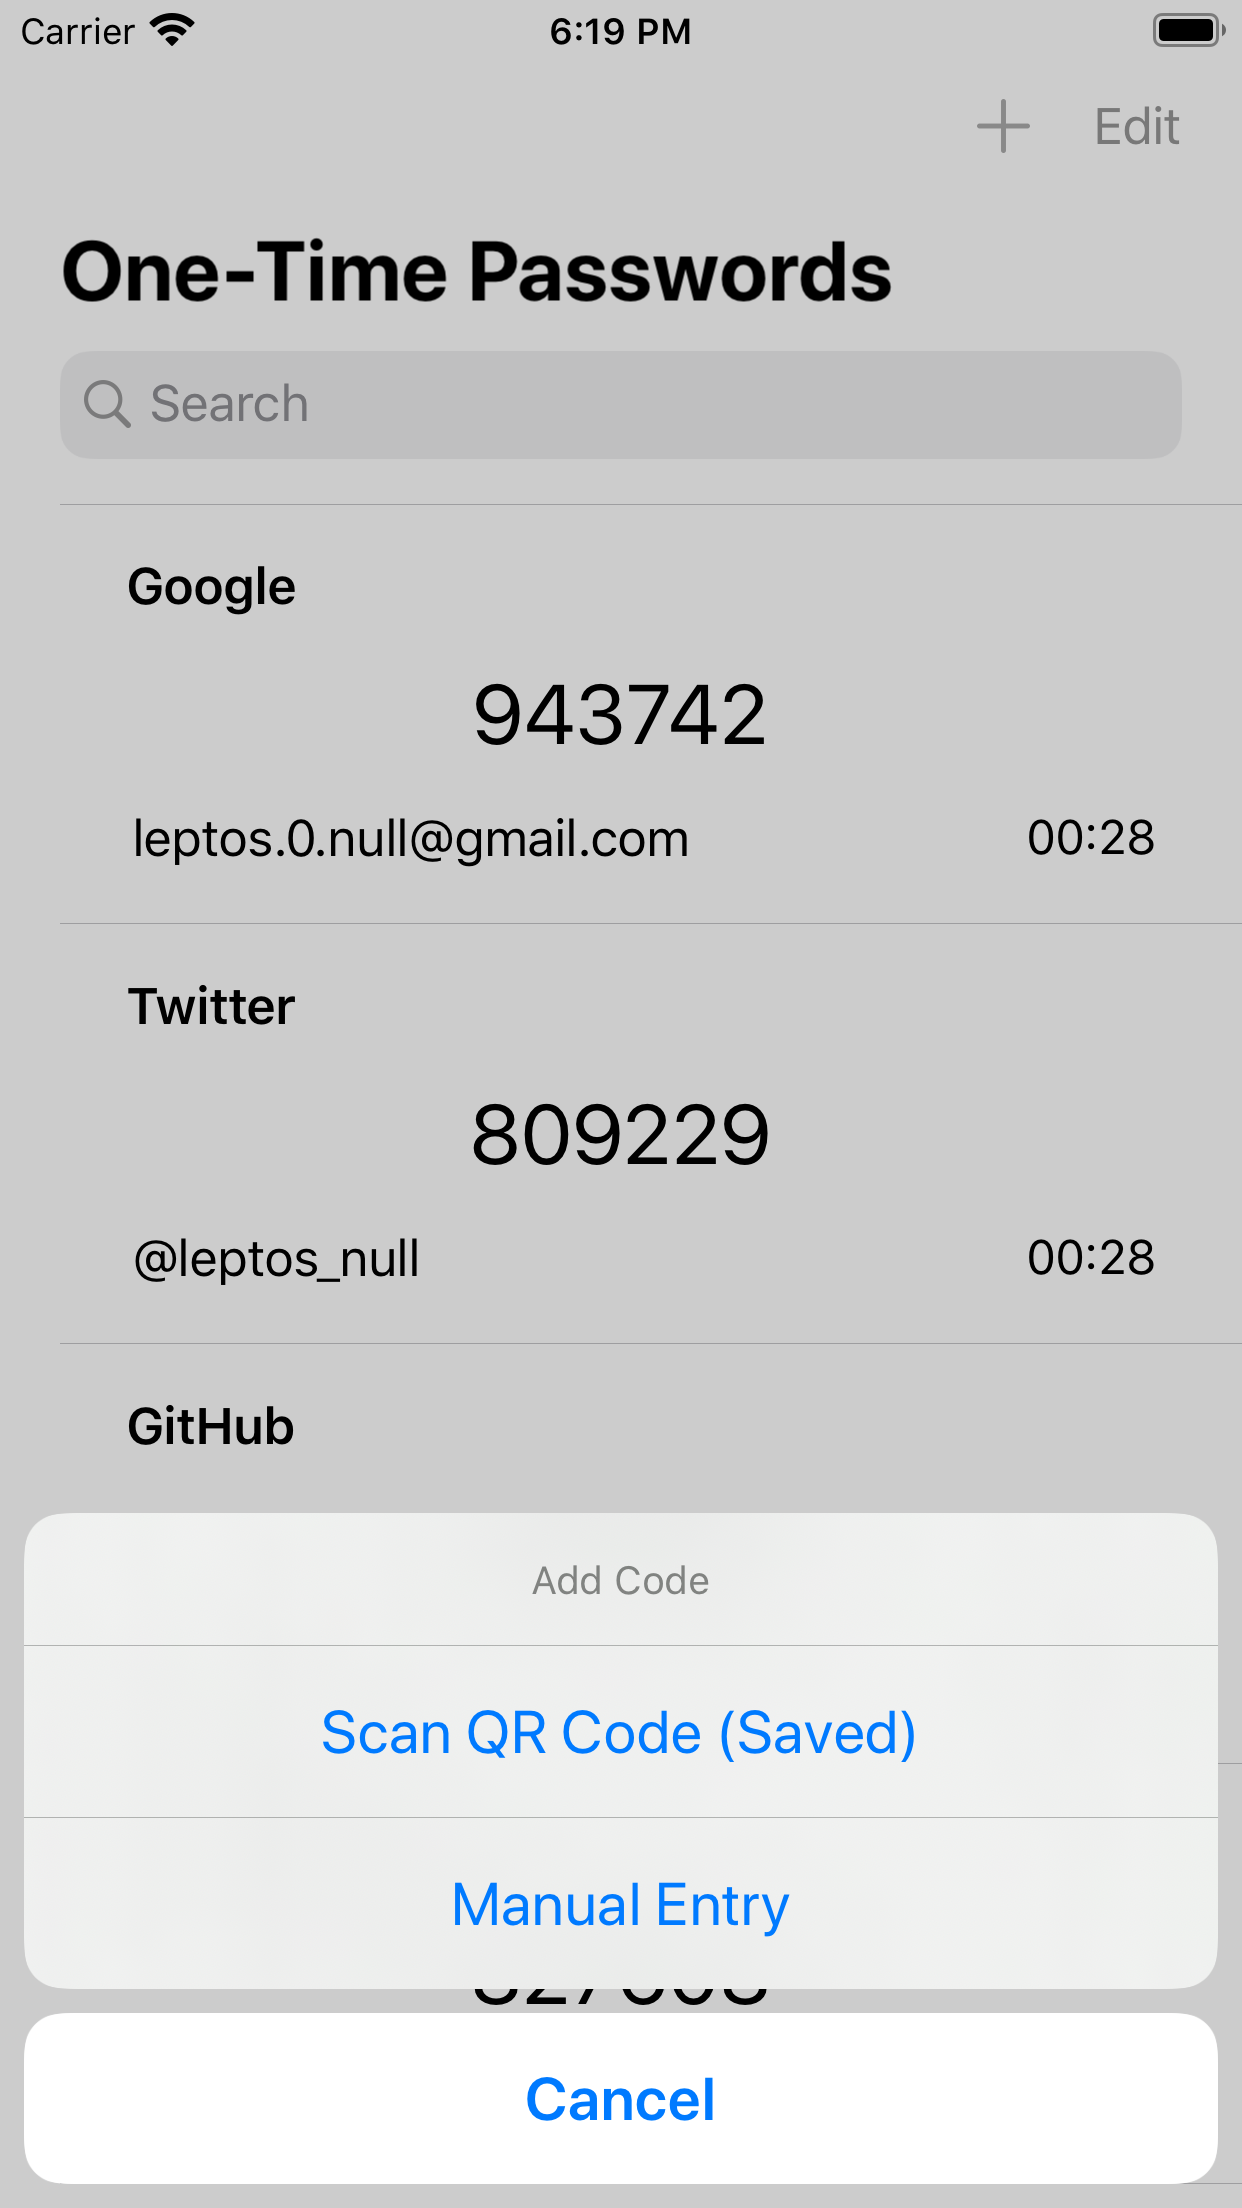 Carrier 6:19 PM
Edit
One-Time Passwords
Search
Google
943742
leptos.0.null@gmail.com 00:28
Twitter
809229
@leptos_null 00:28
GitHub
Add Code
Scan QR Code (Saved)
Manual Entry
Cancel